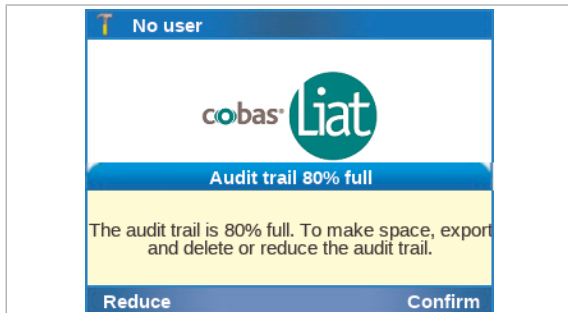 No user
cobas® Liat
Audit trail 80% full
The audit trail is 80% full. To make space, export
and delete or reduce the audit trail.
Reduce Confirm